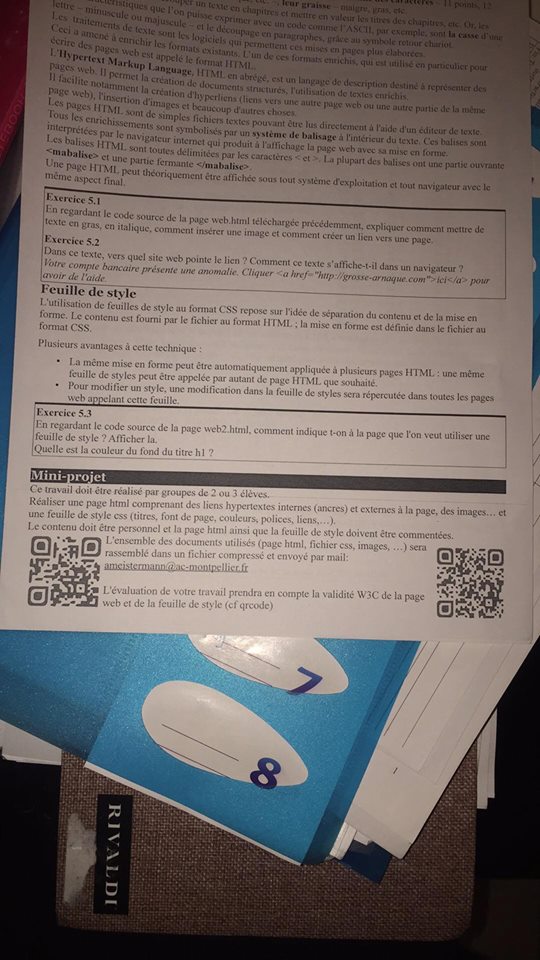 leur graisse – maigre, gras, etc.
découper un texte en chapitres et mettre en valeur les titres des chapitres, etc. Or, les
caractéristiques que l'on puisse exprimer avec un code comme l'ASCII, par exemple, sont la casse d'une
lettre – minuscule ou majuscule – et le découpage en paragraphes, grâce au symbole retour chariot.
Les traitements de texte sont les logiciels qui permettent ces mises en pages plus élaborées.
Ceci a amené à enrichir les formats existants. L'un de ces formats enrichis, qui est utilisé en particulier pour
écrire des pages web est appelé le format HTML.
L'Hypertext Markup Language, HTML en abrégé, est un langage de description destiné à représenter des
pages web. Il permet la création de documents structurés, l'utilisation de textes enrichis.
Il facilite notamment la création d'hyperliens (liens vers une autre page web ou une autre partie de la même
page web), l'insertion d'images et beaucoup d'autres choses.
Les pages HTML sont de simples fichiers textes pouvant être lus directement à l'aide d'un éditeur de texte.
Tous les enrichissements sont symbolisés par un système de balisage à l'intérieur du texte. Ces balises sont
interprétées par le navigateur internet qui produit à l'affichage la page web avec sa mise en forme.
Les balises HTML sont toutes délimitées par les caractères < et >. La plupart des balises ont une partie ouvrante
<mabalise> et une partie fermante </mabalise>.
Une page HTML peut théoriquement être affichée sous tout système d'exploitation et tout navigateur avec le
même aspect final.
Exercice 5.1
En regardant le code source de la page web.html téléchargée précédemment, expliquer comment mettre de
texte en gras, en italique, comment insérer une image et comment créer un lien vers une page.
Exercice 5.2
Dans ce texte, vers quel site web pointe le lien ? Comment ce texte s'affiche-t-il dans un navigateur ?
Votre compte bancaire présente une anomalie. Cliquer <a href="http://grosse-arnaque.com">ici</a> pour
avoir de l'aide.
Feuille de style
L'utilisation de feuilles de style au format CSS repose sur l'idée de séparation du contenu et de la mise en
forme. Le contenu est fourni par le fichier au format HTML ; la mise en forme est définie dans le fichier au
format CSS.
Plusieurs avantages à cette technique :
• La même mise en forme peut être automatiquement appliquée à plusieurs pages HTML : une même
feuille de styles peut être appelée par autant de page HTML que souhaité.
• Pour modifier un style, une modification dans la feuille de styles sera répercutée dans toutes les pages
web appelant cette feuille.
Exercice 5.3
En regardant le code source de la page web2.html, comment indique t-on à la page que l'on veut utiliser une
feuille de style ? Afficher la.
Quelle est la couleur du fond du titre h1 ?
Mini-projet
Ce travail doit être réalisé par groupes de 2 ou 3 élèves.
Réaliser une page html comprenant des liens hypertextes internes (ancres) et externes à la page, des images… et
une feuille de style css (titres, font de page, couleurs, polices, liens,…).
Le contenu doit être personnel et la page html ainsi que la feuille de style doivent être commentées.
L'ensemble des documents utilisés (page html, fichier css, images, …) sera
rassemblé dans un fichier compressé et envoyé par mail:
ameistermann@ac-montpellier.fr
L'évaluation de votre travail prendra en compte la validité W3C de la page
web et de la feuille de style (cf qrcode)
7
8
RIVALDI